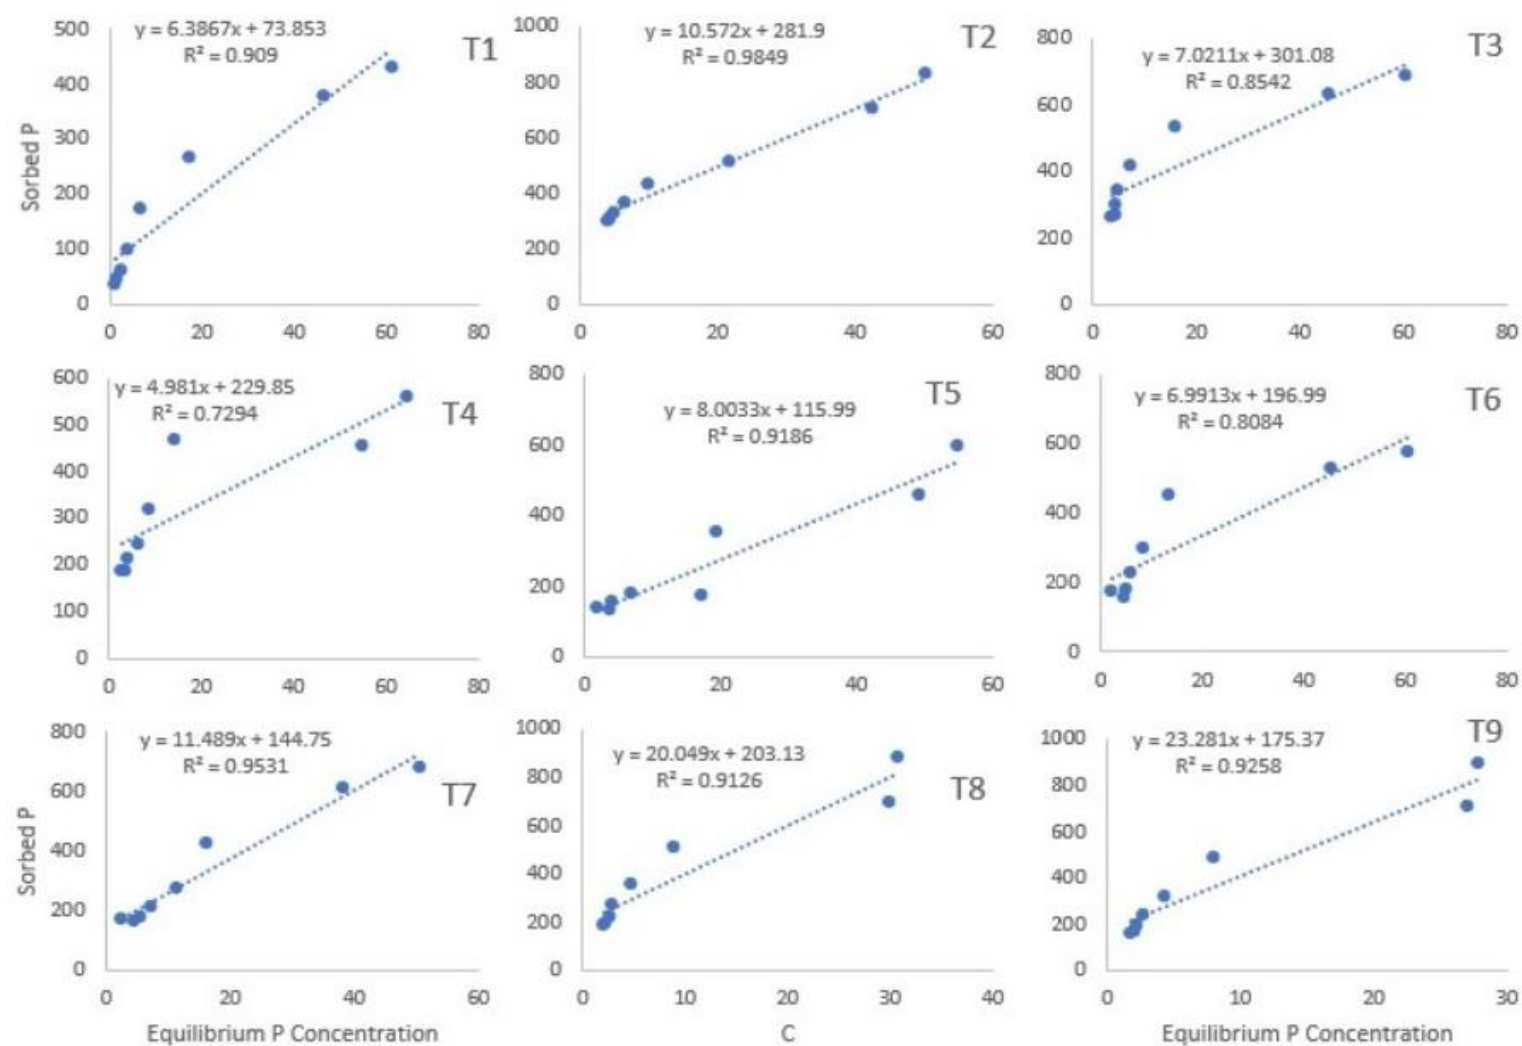 y = 6.3867x + 73.853
R² = 0.909
T1
500
400
300
200
100
0
0 20 40 60 80
Sorbed P
y = 10.572x + 281.9
R² = 0.9849
T2
1000
800
600
400
200
0
0 20 40 60
y = 7.0211x + 301.08
R² = 0.8542
T3
800
600
400
200
0
0 20 40 60 80
y = 4.981x + 229.85
R² = 0.7294
T4
600
500
400
300
200
100
0
0 20 40 60 80
y = 8.0033x + 115.99
R² = 0.9186
T5
800
600
400
200
0
0 20 40 60
y = 6.9913x + 196.99
R² = 0.8084
T6
800
600
400
200
0
0 20 40 60 80
y = 11.489x + 144.75
R² = 0.9531
T7
800
600
400
200
0
0 20 40 60
Sorbed P
Equilibrium P Concentration
y = 20.049x + 203.13
R² = 0.9126
T8
1000
800
600
400
200
0
0 10 20 30 40
C
y = 23.281x + 175.37
R² = 0.9258
T9
1000
800
600
400
200
0
0 10 20 30
Equilibrium P Concentration